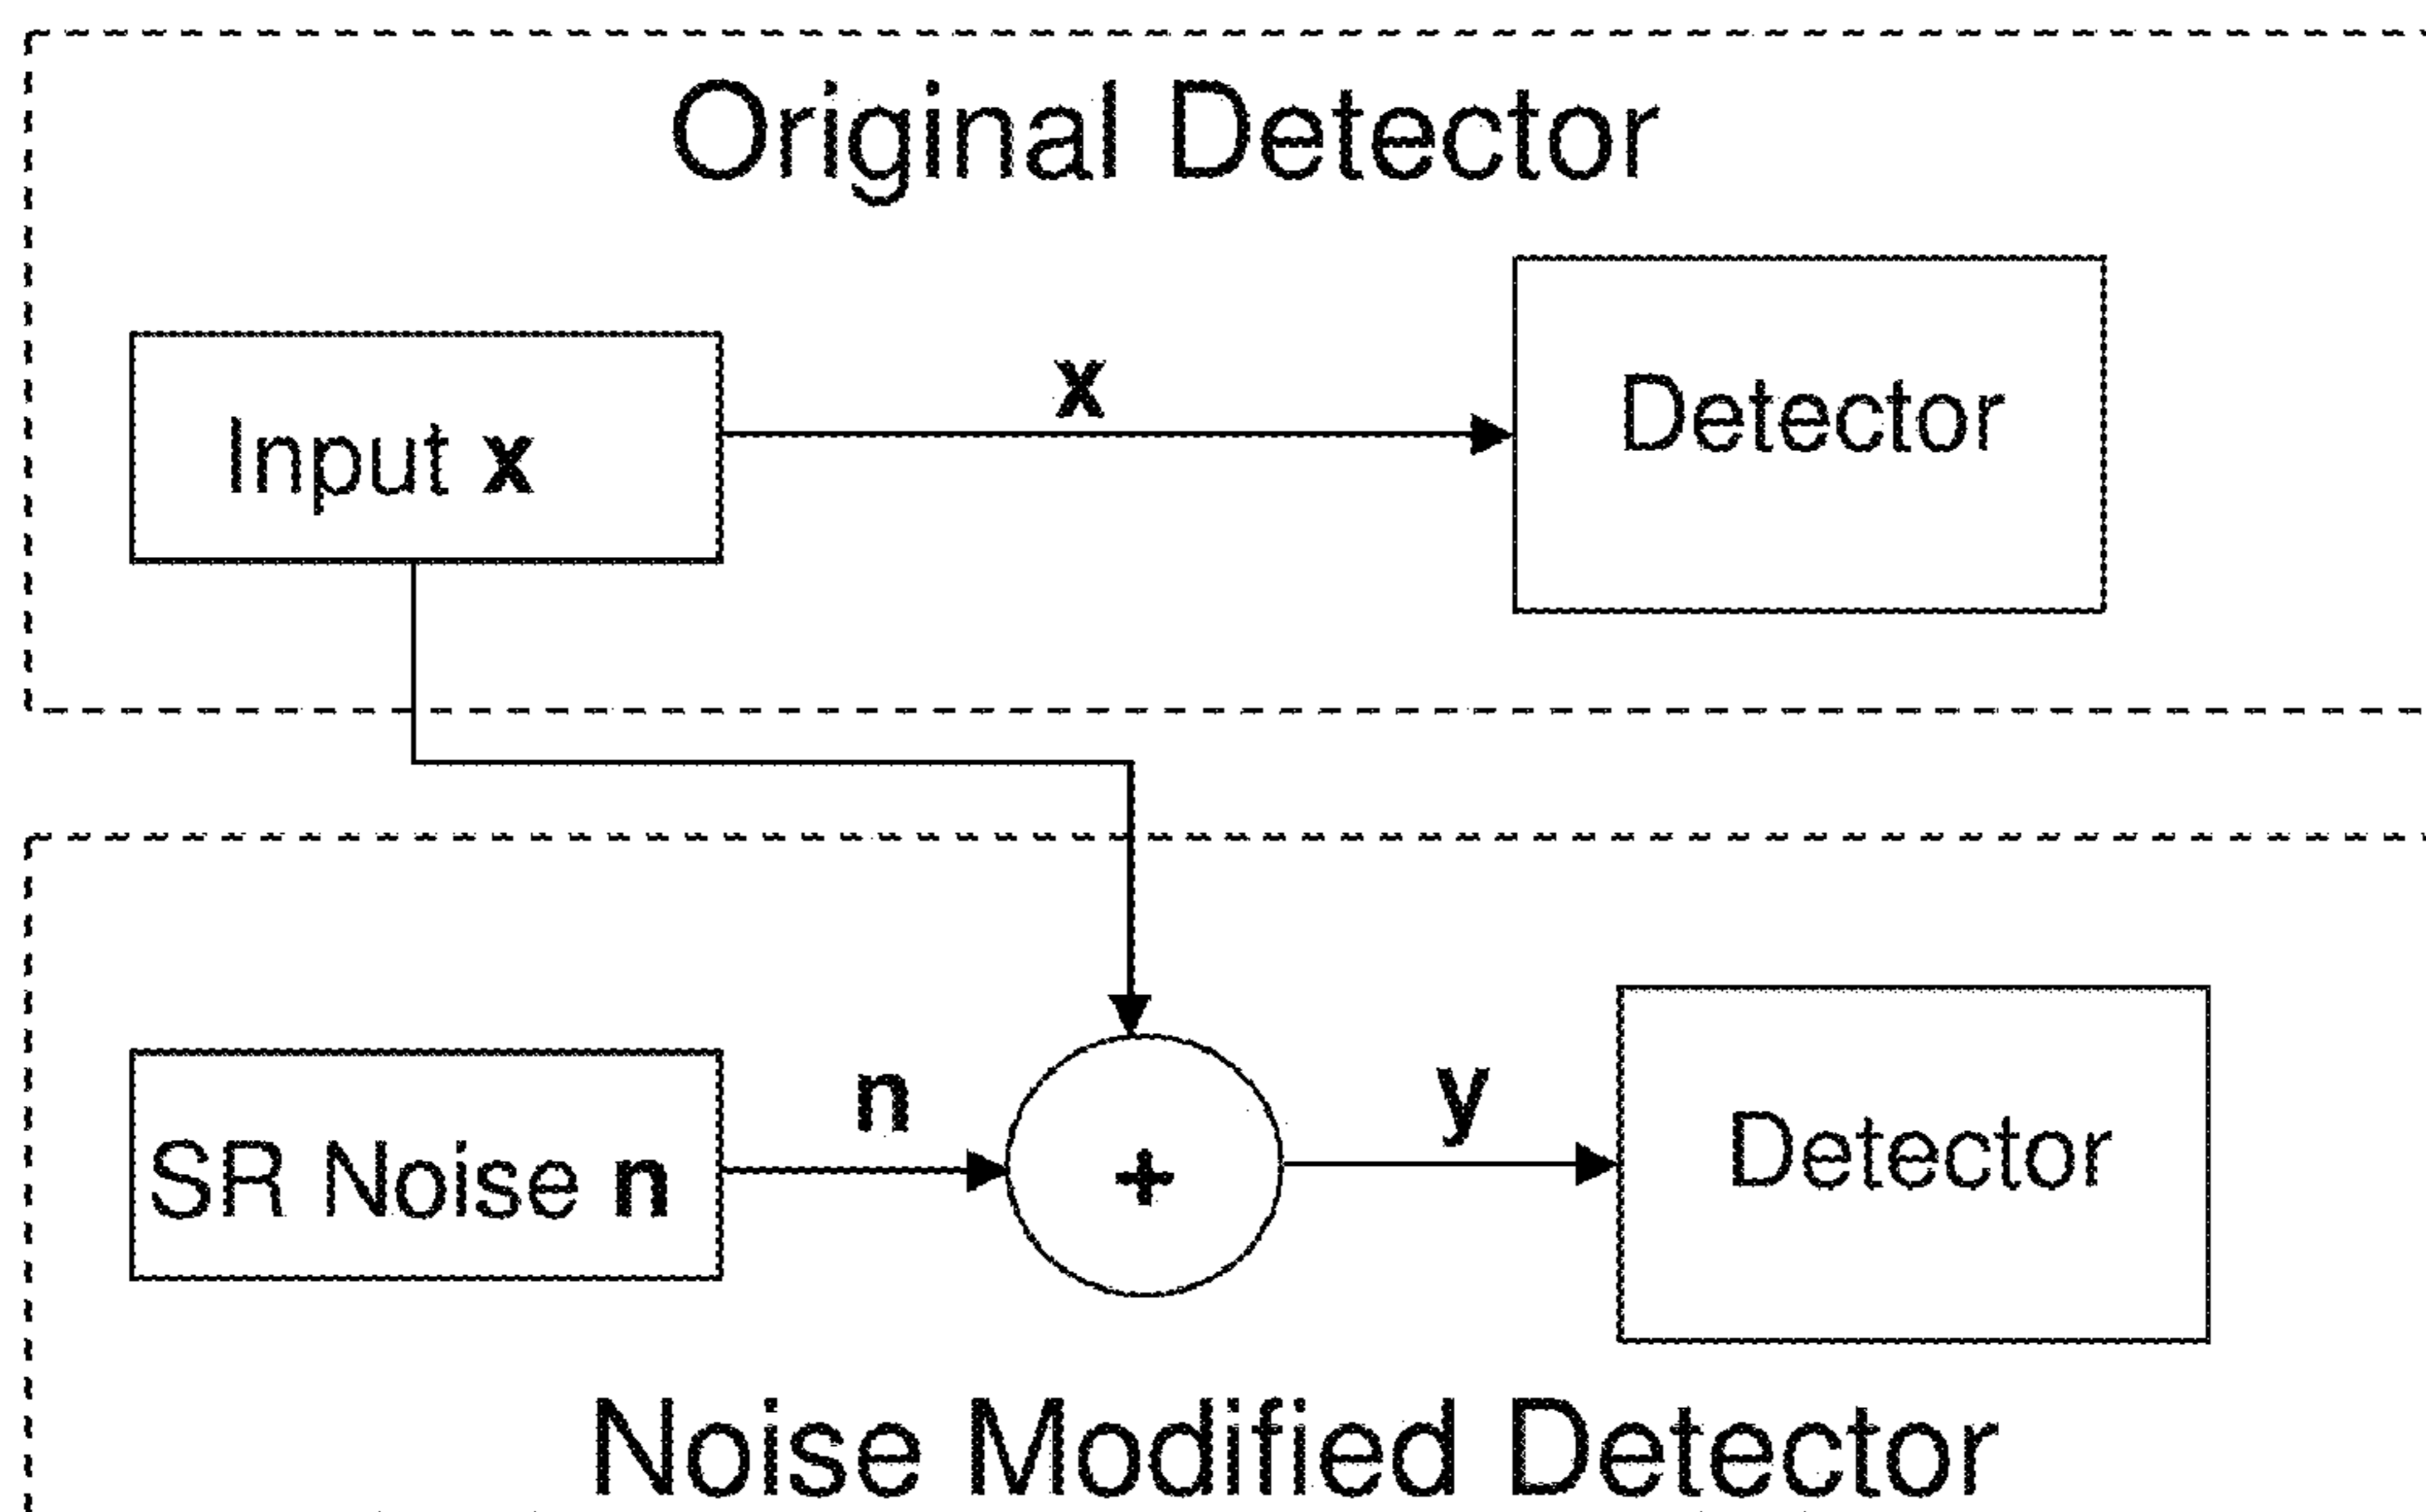 Original Detector
x
Input x
Detector
n
y
SR Noise n
+
Detector
Noise Modified Detector